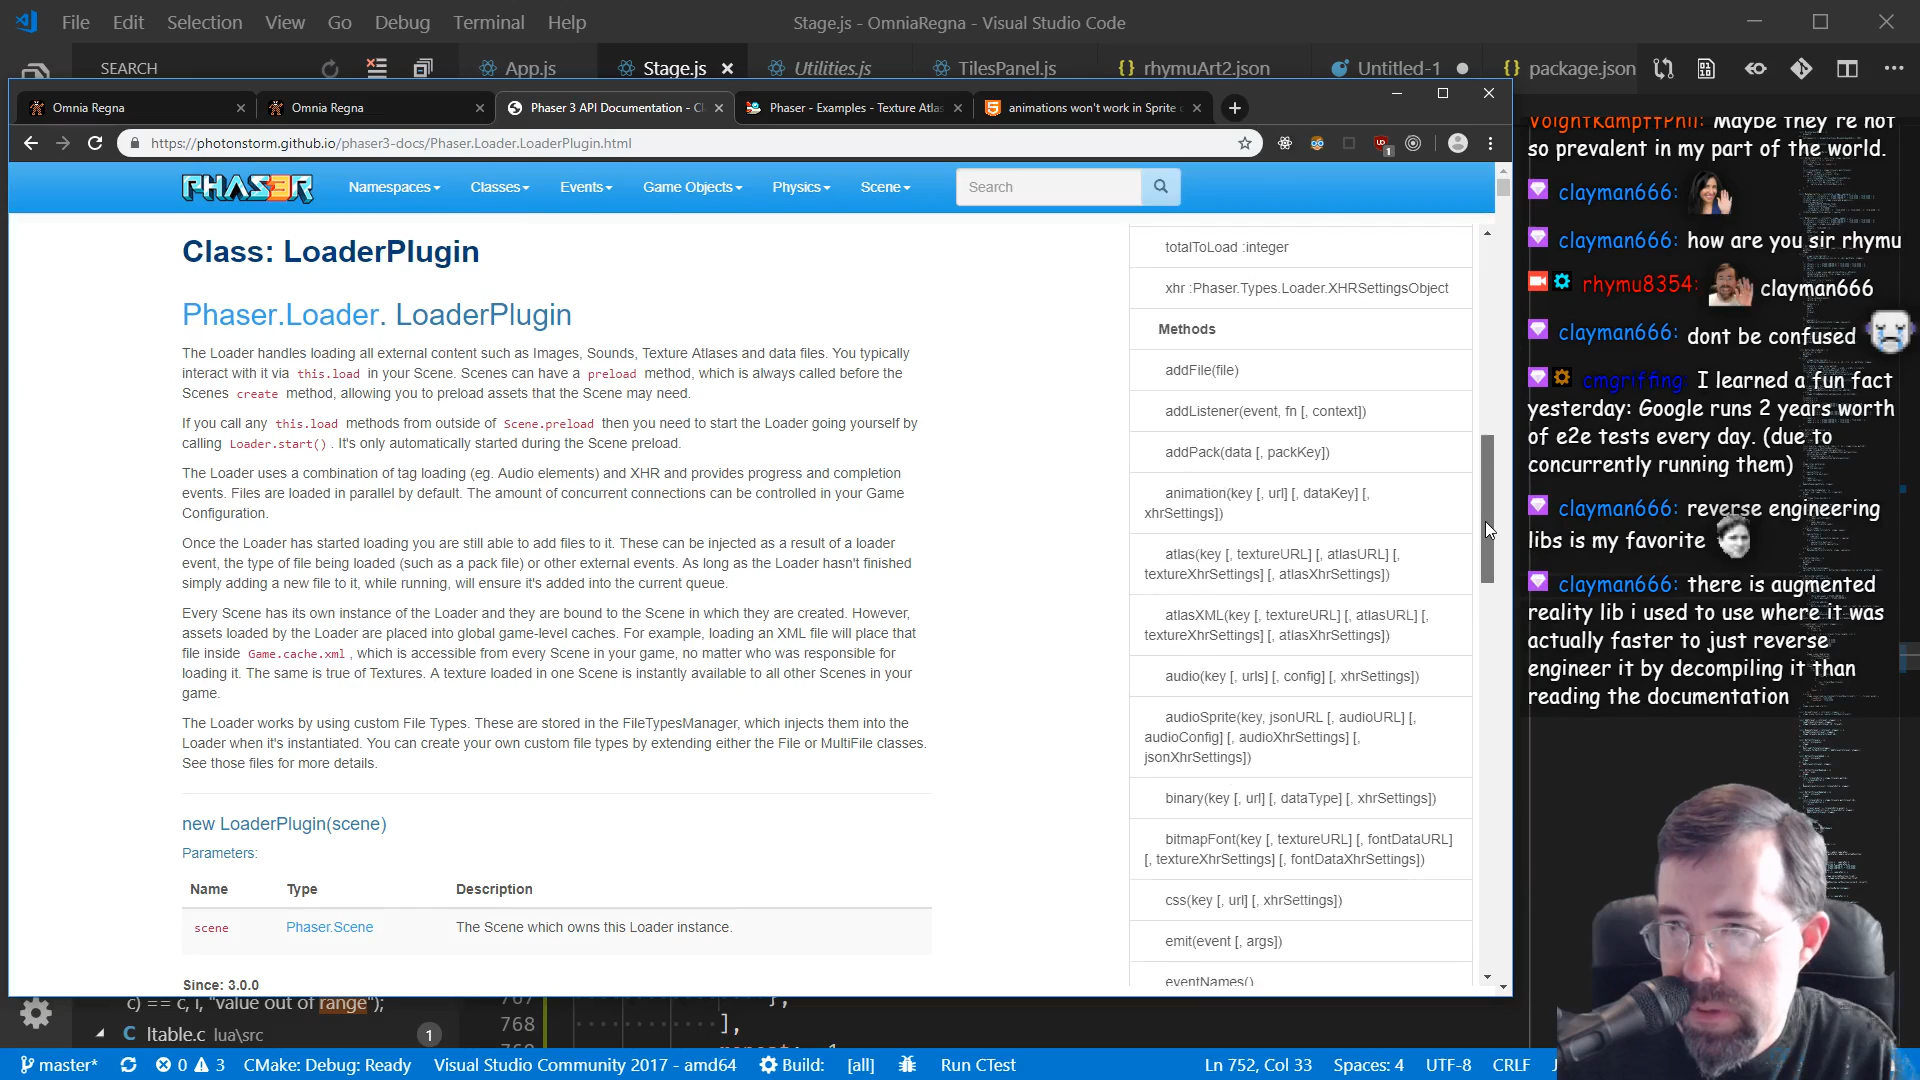 File Edit Selection View Go Debug Terminal Help
Stage.js - OmniaRegna - Visual Studio Code
SEARCH
App.js
Stage.js
Utilities.js
TilesPanel.js
{} rhymuArt2.json
Untitled-1
{} package.json
Omnia Regna
Omnia Regna
Phaser 3 API Documentation - Cl
Phaser - Examples - Texture Atlas
animations won't work in Sprite
https://photonstorm.github.io/phaser3-docs/Phaser.Loader.LoaderPlugin.html
1
PHAS3R
Namespaces
Classes
Events
Game Objects
Physics
Scene
Search
Class: LoaderPlugin
Phaser.Loader. LoaderPlugin
The Loader handles loading all external content such as Images, Sounds, Texture Atlases and data files. You typically
interact with it via this.load in your Scene. Scenes can have a preload method, which is always called before the
Scenes create method, allowing you to preload assets that the Scene may need.
If you call any this.load methods from outside of Scene.preload then you need to start the Loader going yourself by
calling Loader.start() . It's only automatically started during the Scene preload.
The Loader uses a combination of tag loading (eg. Audio elements) and XHR and provides progress and completion
events. Files are loaded in parallel by default. The amount of concurrent connections can be controlled in your Game
Configuration.
Once the Loader has started loading you are still able to add files to it. These can be injected as a result of a loader
event, the type of file being loaded (such as a pack file) or other external events. As long as the Loader hasn't finished
simply adding a new file to it, while running, will ensure it's added into the current queue.
Every Scene has its own instance of the Loader and they are bound to the Scene in which they are created. However,
assets loaded by the Loader are placed into global game-level caches. For example, loading an XML file will place that
file inside Game.cache.xml , which is accessible from every Scene in your game, no matter who was responsible for
loading it. The same is true of Textures. A texture loaded in one Scene is instantly available to all other Scenes in your
game.
The Loader works by using custom File Types. These are stored in the FileTypesManager, which injects them into the
Loader when it's instantiated. You can create your own custom file types by extending either the File or MultiFile classes.
See those files for more details.
new LoaderPlugin(scene)
Parameters:
Name Type Description
scene Phaser.Scene The Scene which owns this Loader instance.
Since: 3.0.0
totalToLoad :integer
xhr :Phaser.Types.Loader.XHRSettingsObject
Methods
addFile(file)
addListener(event, fn [, context])
addPack(data [, packKey])
animation(key [, url] [, dataKey] [,
xhrSettings])
atlas(key [, textureURL] [, atlasURL] [,
textureXhrSettings] [, atlasXhrSettings])
atlasXML(key [, textureURL] [, atlasURL] [,
textureXhrSettings] [, atlasXhrSettings])
audio(key [, urls] [, config] [, xhrSettings])
audioSprite(key, jsonURL [, audioURL] [,
audioConfig] [, audioXhrSettings] [,
jsonXhrSettings])
binary(key [, url] [, dataType] [, xhrSettings])
bitmapFont(key [, textureURL] [, fontDataURL]
[, textureXhrSettings] [, fontDataXhrSettings])
css(key [, url] [, xhrSettings])
emit(event [, args])
eventNames()
VoightKampffPhil: Maybe they're not
so prevalent in my part of the world.
clayman666:
clayman666: how are you sir rhymu
rhymu8354: clayman666
clayman666: dont be confused
cmgriffing: I learned a fun fact
yesterday: Google runs 2 years worth
of e2e tests every day. (due to
concurrently running them)
clayman666: reverse engineering
libs is my favorite
clayman666: there is augmented
reality lib i used to use where it was
actually faster to just reverse
engineer it by decompiling it than
reading the documentation
c) == c, i, "value out of range");
ltable.c lua\src 1
767 },
768 ],
master* 0 3 CMake: Debug: Ready Visual Studio Community 2017 - amd64 Build: [all] Run CTest Ln 752, Col 33 Spaces: 4 UTF-8 CRLF